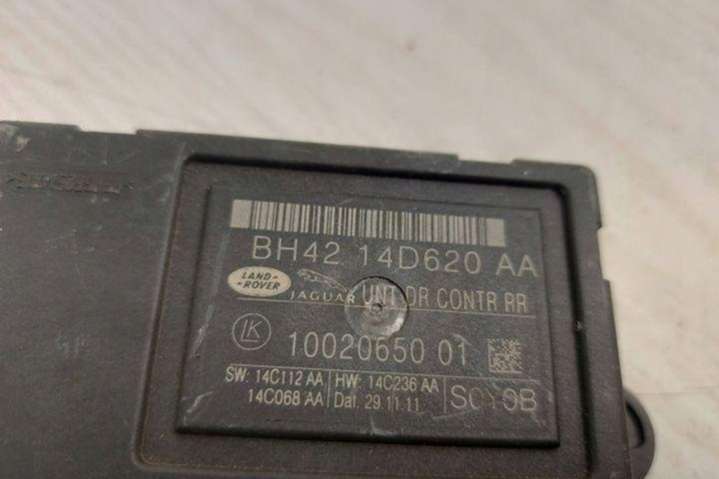 BH42 14D620 AA
LAND-
-ROVER
JAGUAR UNT DR CONTR RR
LK 10020650 01
SW: 14C112 AA HW: 14C236 AA
14C068 AA Dat. 29.11.11